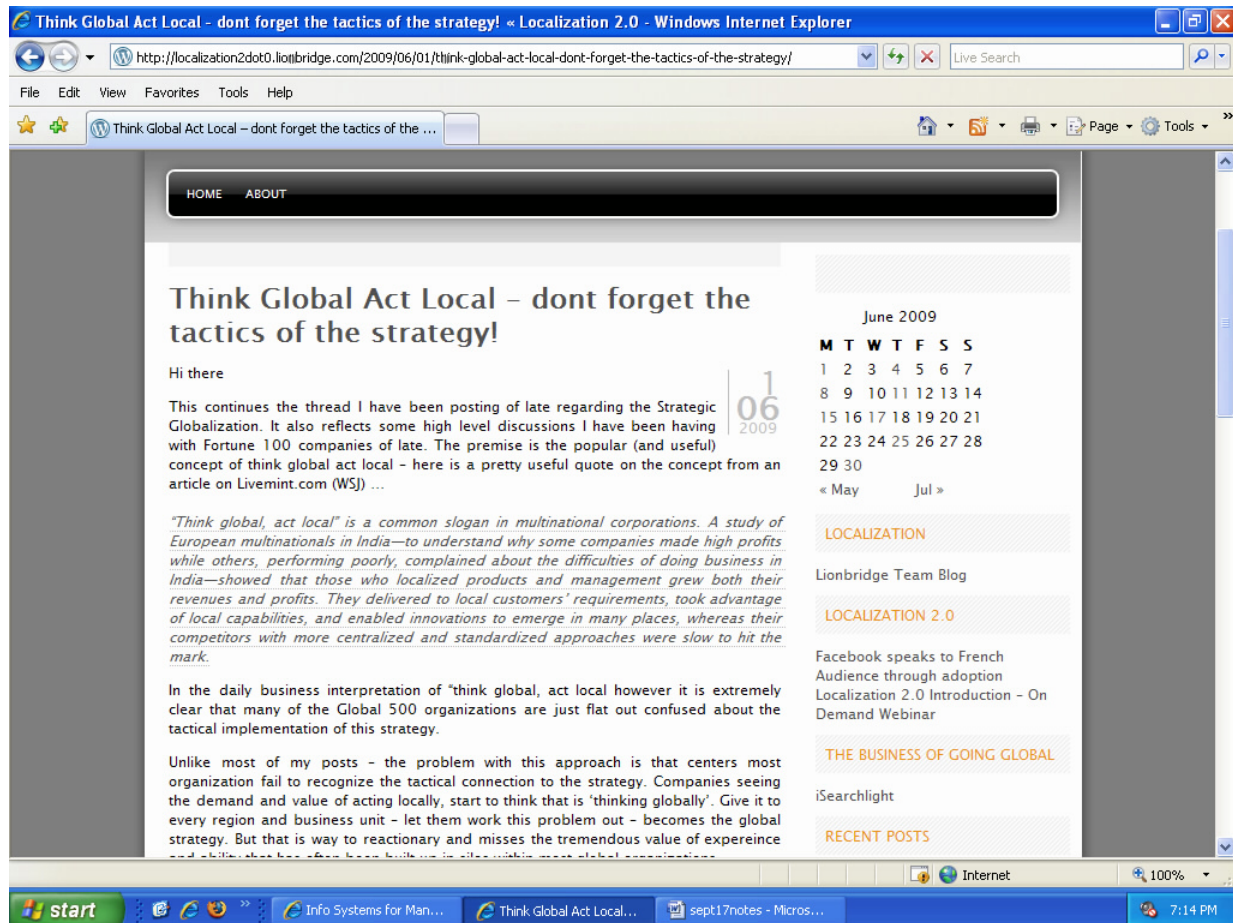 Think Global Act Local - dont forget the tactics of the strategy! « Localization 2.0 - Windows Internet Explorer
http://localization2dot0.lionbridge.com/2009/06/01/think-global-act-local-dont-forget-the-tactics-of-the-strategy/
Live Search
File Edit View Favorites Tools Help
Think Global Act Local – dont forget the tactics of the ...
Page Tools »
HOME ABOUT
Think Global Act Local – dont forget the
tactics of the strategy!
Hi there
1
06
2009
This continues the thread I have been posting of late regarding the Strategic
Globalization. It also reflects some high level discussions I have been having
with Fortune 100 companies of late. The premise is the popular (and useful)
concept of think global act local – here is a pretty useful quote on the concept from an
article on Livemint.com (WSJ) …
“Think global, act local” is a common slogan in multinational corporations. A study of
European multinationals in India—to understand why some companies made high profits
while others, performing poorly, complained about the difficulties of doing business in
India—showed that those who localized products and management grew both their
revenues and profits. They delivered to local customers’ requirements, took advantage
of local capabilities, and enabled innovations to emerge in many places, whereas their
competitors with more centralized and standardized approaches were slow to hit the
mark.
In the daily business interpretation of “think global, act local however it is extremely
clear that many of the Global 500 organizations are just flat out confused about the
tactical implementation of this strategy.
Unlike most of my posts – the problem with this approach is that centers most
organization fail to recognize the tactical connection to the strategy. Companies seeing
the demand and value of acting locally, start to think that is ‘thinking globally’. Give it to
every region and business unit – let them work this problem out – becomes the global
strategy. But that is way to reactionary and misses the tremendous value of expereince
and ability that has often been built up in silos within most global organizations
June 2009
M T W T F S S
1 2 3 4 5 6 7
8 9 10 11 12 13 14
15 16 17 18 19 20 21
22 23 24 25 26 27 28
29 30
« May Jul »
LOCALIZATION
Lionbridge Team Blog
LOCALIZATION 2.0
Facebook speaks to French
Audience through adoption
Localization 2.0 Introduction – On
Demand Webinar
THE BUSINESS OF GOING GLOBAL
iSearchlight
RECENT POSTS
Internet 100%
start » Info Systems for Man... Think Global Act Local... sept17notes - Micros... 7:14 PM